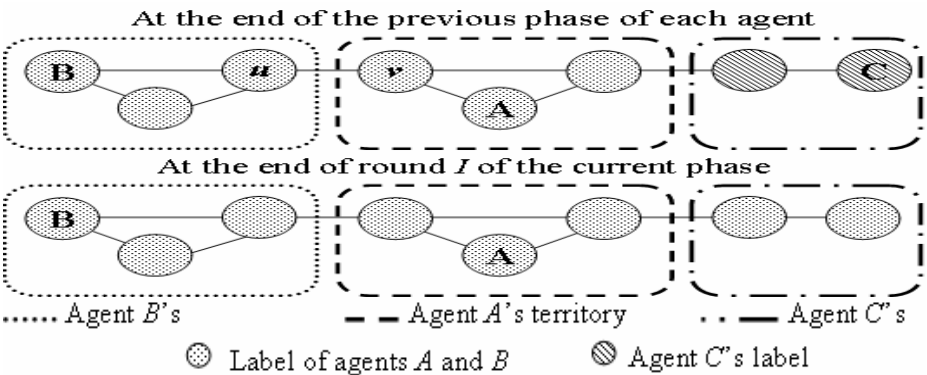 At the end of the previous phase of each agent
B u v A C
At the end of round I of the current phase
B A
Agent B's Agent A's territory Agent C's
Label of agents A and B Agent C's label